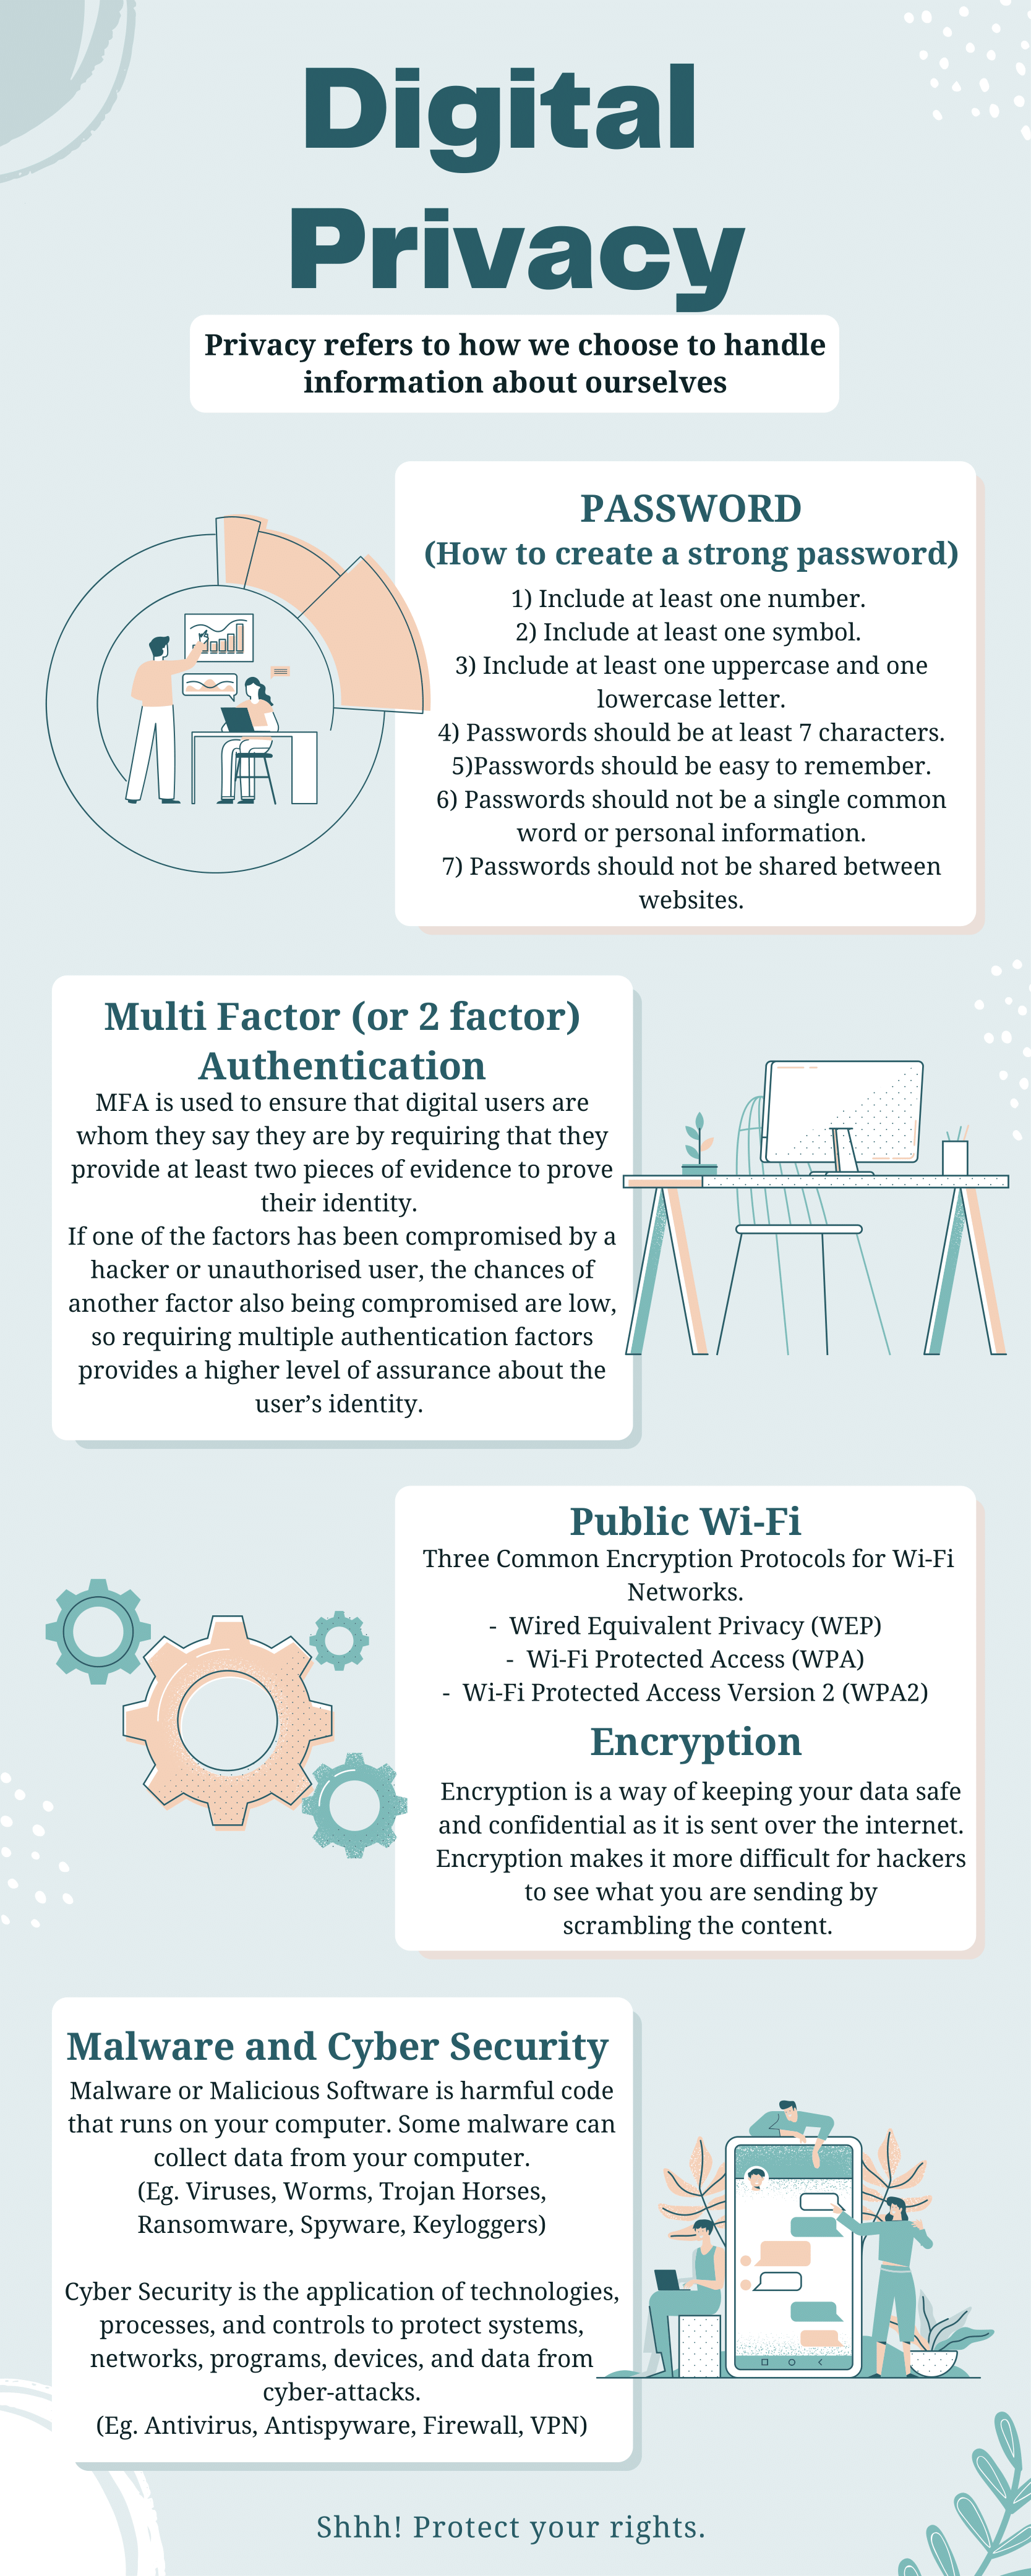 Digital
Privacy
Privacy refers to how we choose to handle
information about ourselves
PASSWORD
(How to create a strong password)
1) Include at least one number.
2) Include at least one symbol.
3) Include at least one uppercase and one
lowercase letter.
4) Passwords should be at least 7 characters.
5)Passwords should be easy to remember.
6) Passwords should not be a single common
word or personal information.
7) Passwords should not be shared between
websites.
Multi Factor (or 2 factor)
Authentication
MFA is used to ensure that digital users are
whom they say they are by requiring that they
provide at least two pieces of evidence to prove
their identity.
If one of the factors has been compromised by a
hacker or unauthorised user, the chances of
another factor also being compromised are low,
so requiring multiple authentication factors
provides a higher level of assurance about the
user’s identity.
Public Wi-Fi
Three Common Encryption Protocols for Wi-Fi
Networks.
- Wired Equivalent Privacy (WEP)
- Wi-Fi Protected Access (WPA)
- Wi-Fi Protected Access Version 2 (WPA2)
Encryption
Encryption is a way of keeping your data safe
and confidential as it is sent over the internet.
Encryption makes it more difficult for hackers
to see what you are sending by
scrambling the content.
Malware and Cyber Security
Malware or Malicious Software is harmful code
that runs on your computer. Some malware can
collect data from your computer.
(Eg. Viruses, Worms, Trojan Horses,
Ransomware, Spyware, Keyloggers)
Cyber Security is the application of technologies,
processes, and controls to protect systems,
networks, programs, devices, and data from
cyber-attacks.
(Eg. Antivirus, Antispyware, Firewall, VPN)
Shhh! Protect your rights.